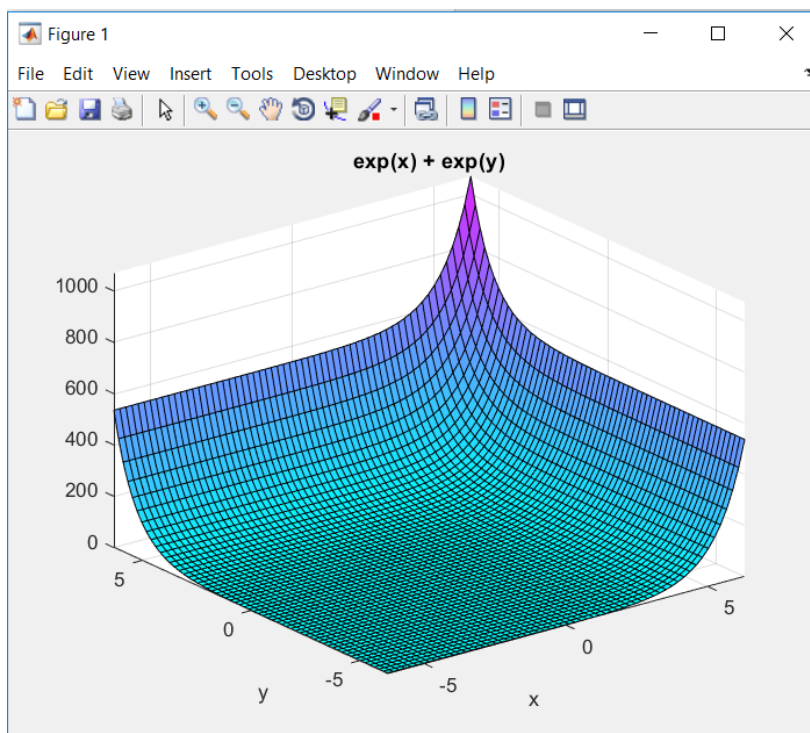 Figure 1
File Edit View Insert Tools Desktop Window Help
exp(x) + exp(y)
1000
800
600
400
200
0
5
0
-5
y
-5
0
5
x